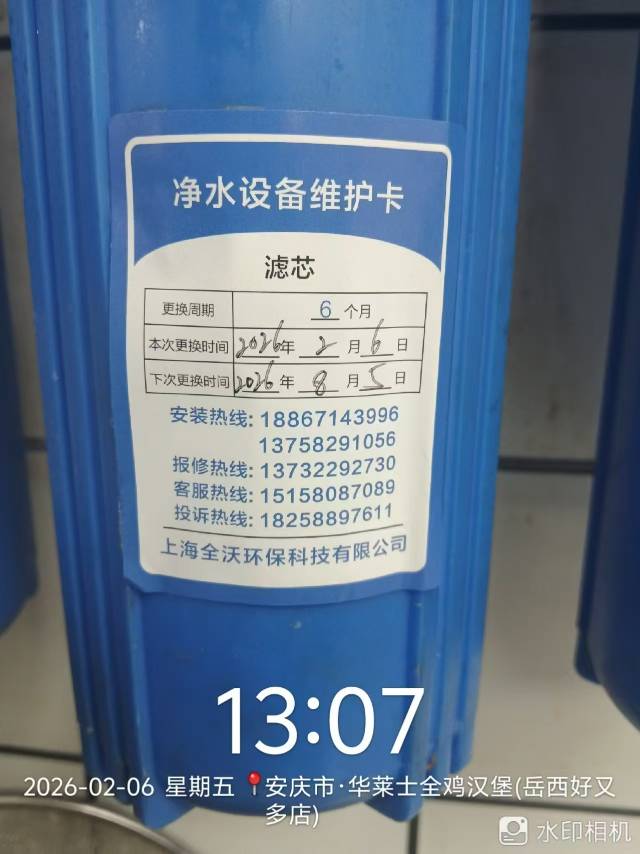 净水设备维护卡
滤芯
更换周期 6 个月
本次更换时间 2026 年 2 月 6 日
下次更换时间 2026 年 8 月 5 日
安装热线: 18867143996
13758291056
报修热线: 13732292730
客服热线: 15158087089
投诉热线: 18258897611
上海全沃环保科技有限公司
13:07
2026-02-06 星期五 安庆市·华莱士全鸡汉堡(岳西好又
多店)
水印相机